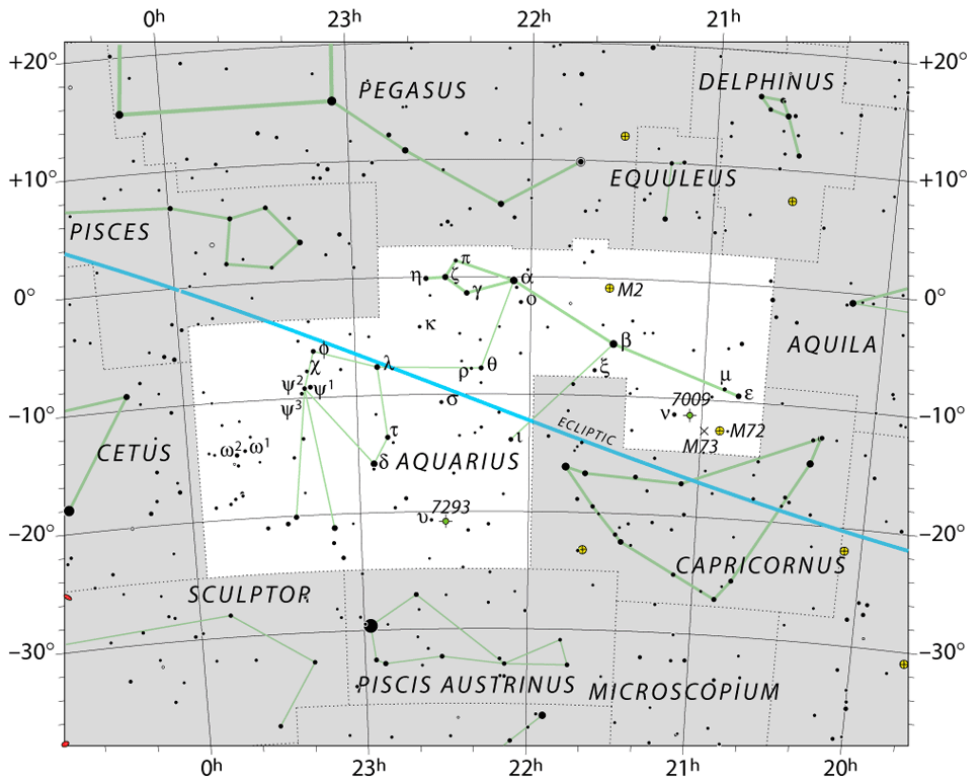 0h 23h 22h 21h
+20° +20°
PEGASUS DELPHINUS
+10° EQUULEUS +10°
PISCES
η π ζ γ α ο
0° M2 0°
κ β AQUILA
ϕ χ λ ρ θ ξ μ ε
ψ² ψ¹ ψ³ σ 7009 ν
−10° ECLIPTIC M72 −10°
M73
CETUS ω² ω¹ τ δ AQUARIUS ι
υ 7293
−20° −20°
CAPRICORNUS
SCULPTOR
−30° −30°
PISCIS AUSTRINUS MICROSCOPIUM
0h 23h 22h 21h 20h